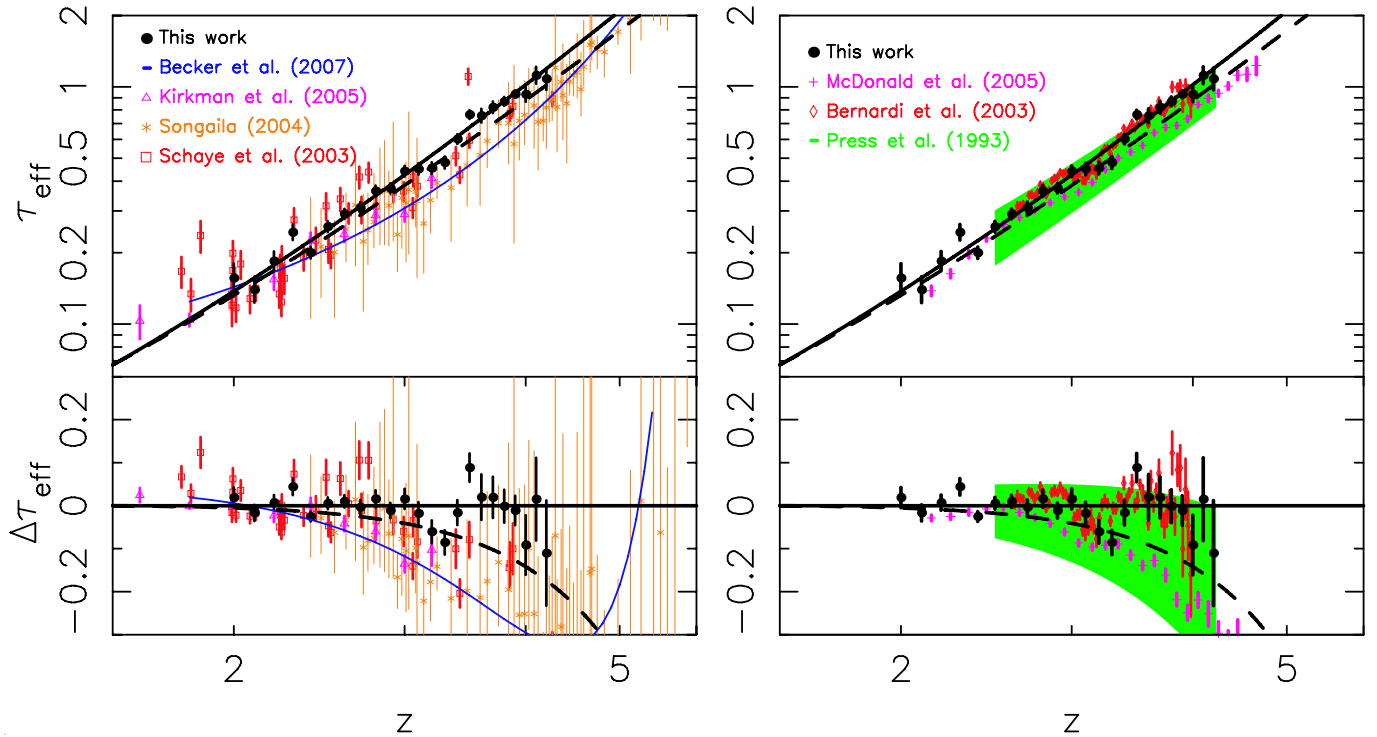 2
1
0.5
0.2
0.1
τeff
This work
Becker et al. (2007)
Kirkman et al. (2005)
Songaila (2004)
Schaye et al. (2003)
0.2
0
−0.2
Δτeff
2
5
z
2
1
0.5
0.2
0.1
This work
McDonald et al. (2005)
Bernardi et al. (2003)
Press et al. (1993)
0.2
0
−0.2
2
5
z